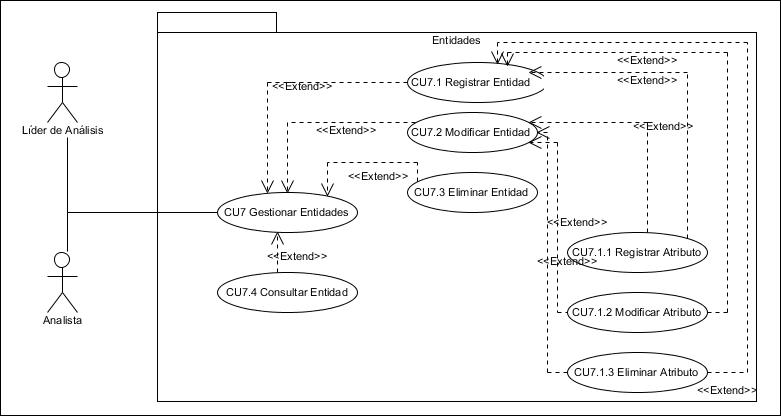 Entidades
<<Extend>>
CU7.1 Registrar Entidad
<<Extend>>
<<Extend>>
Líder de Análisis
<<Extend>>
CU7.2 Modificar Entidad
<<Extend>>
<<Extend>>
CU7.3 Eliminar Entidad
CU7 Gestionar Entidades
<<Extend>>
<<Extend>>
CU7.1.1 Registrar Atributo
<<Extend>>
CU7.4 Consultar Entidad
CU7.1.2 Modificar Atributo
Analista
CU7.1.3 Eliminar Atributo
<<Extend>>